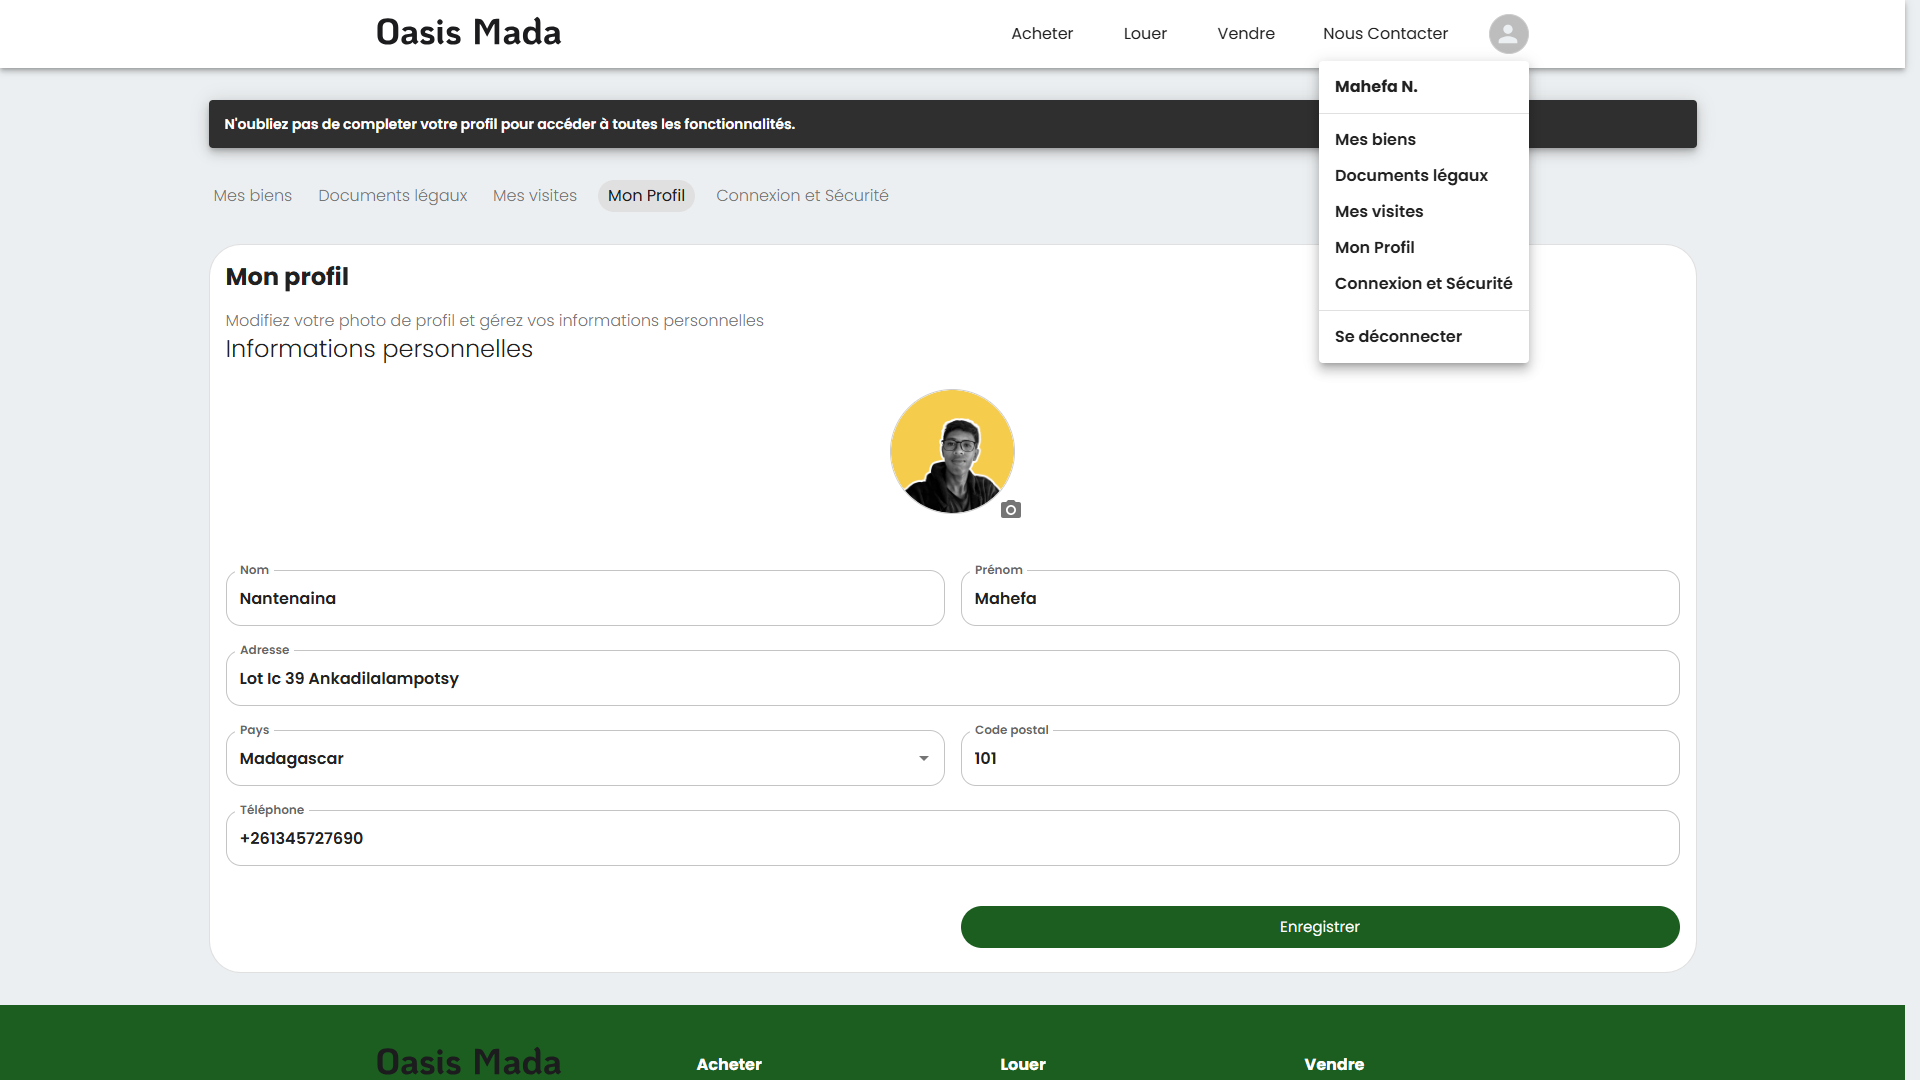 Oasis Mada
Acheter
Louer
Vendre
Nous Contacter
Mahefa N.
Mes biens
Documents légaux
Mes visites
Mon Profil
Connexion et Sécurité
Se déconnecter
N'oubliez pas de completer votre profil pour accéder à toutes les fonctionnalités.
Mes biens
Documents légaux
Mes visites
Mon Profil
Connexion et Sécurité
Mon profil
Modifiez votre photo de profil et gérez vos informations personnelles
Informations personnelles
Nom
Nantenaina
Prénom
Mahefa
Adresse
Lot Ic 39 Ankadilalampotsy
Pays
Madagascar
Code postal
101
Téléphone
+261345727690
Enregistrer
Oasis Mada
Acheter
Louer
Vendre